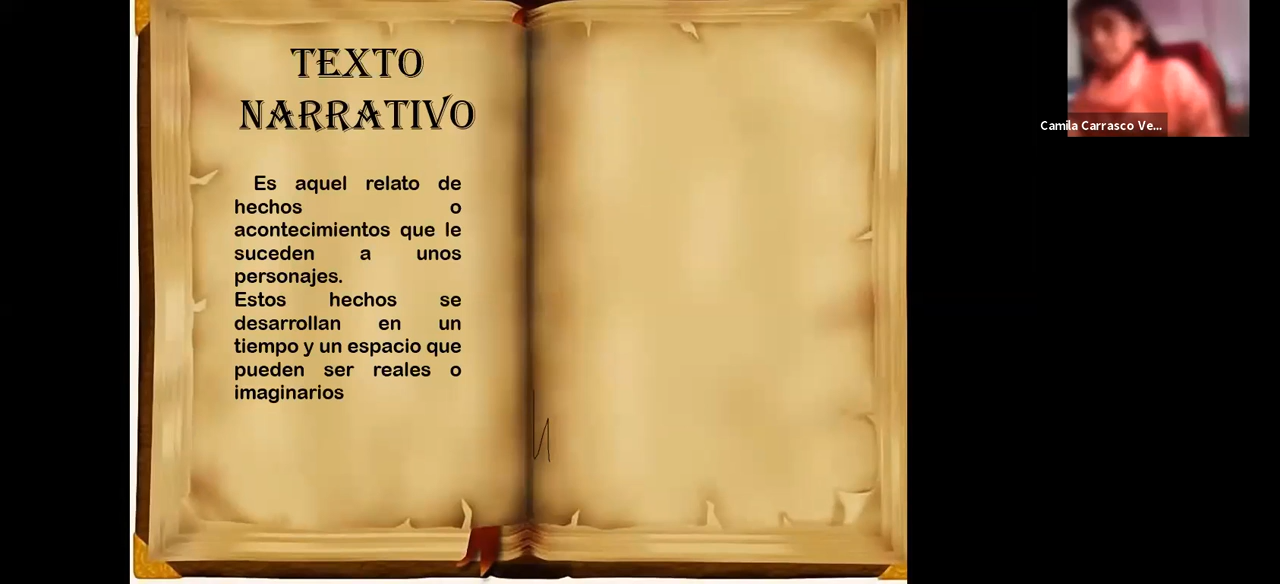 TEXTO
NARRATIVO
Es aquel relato de
hechos o
acontecimientos que le
suceden a unos
personajes.
Estos hechos se
desarrollan en un
tiempo y un espacio que
pueden ser reales o
imaginarios
Camila Carrasco Ve...